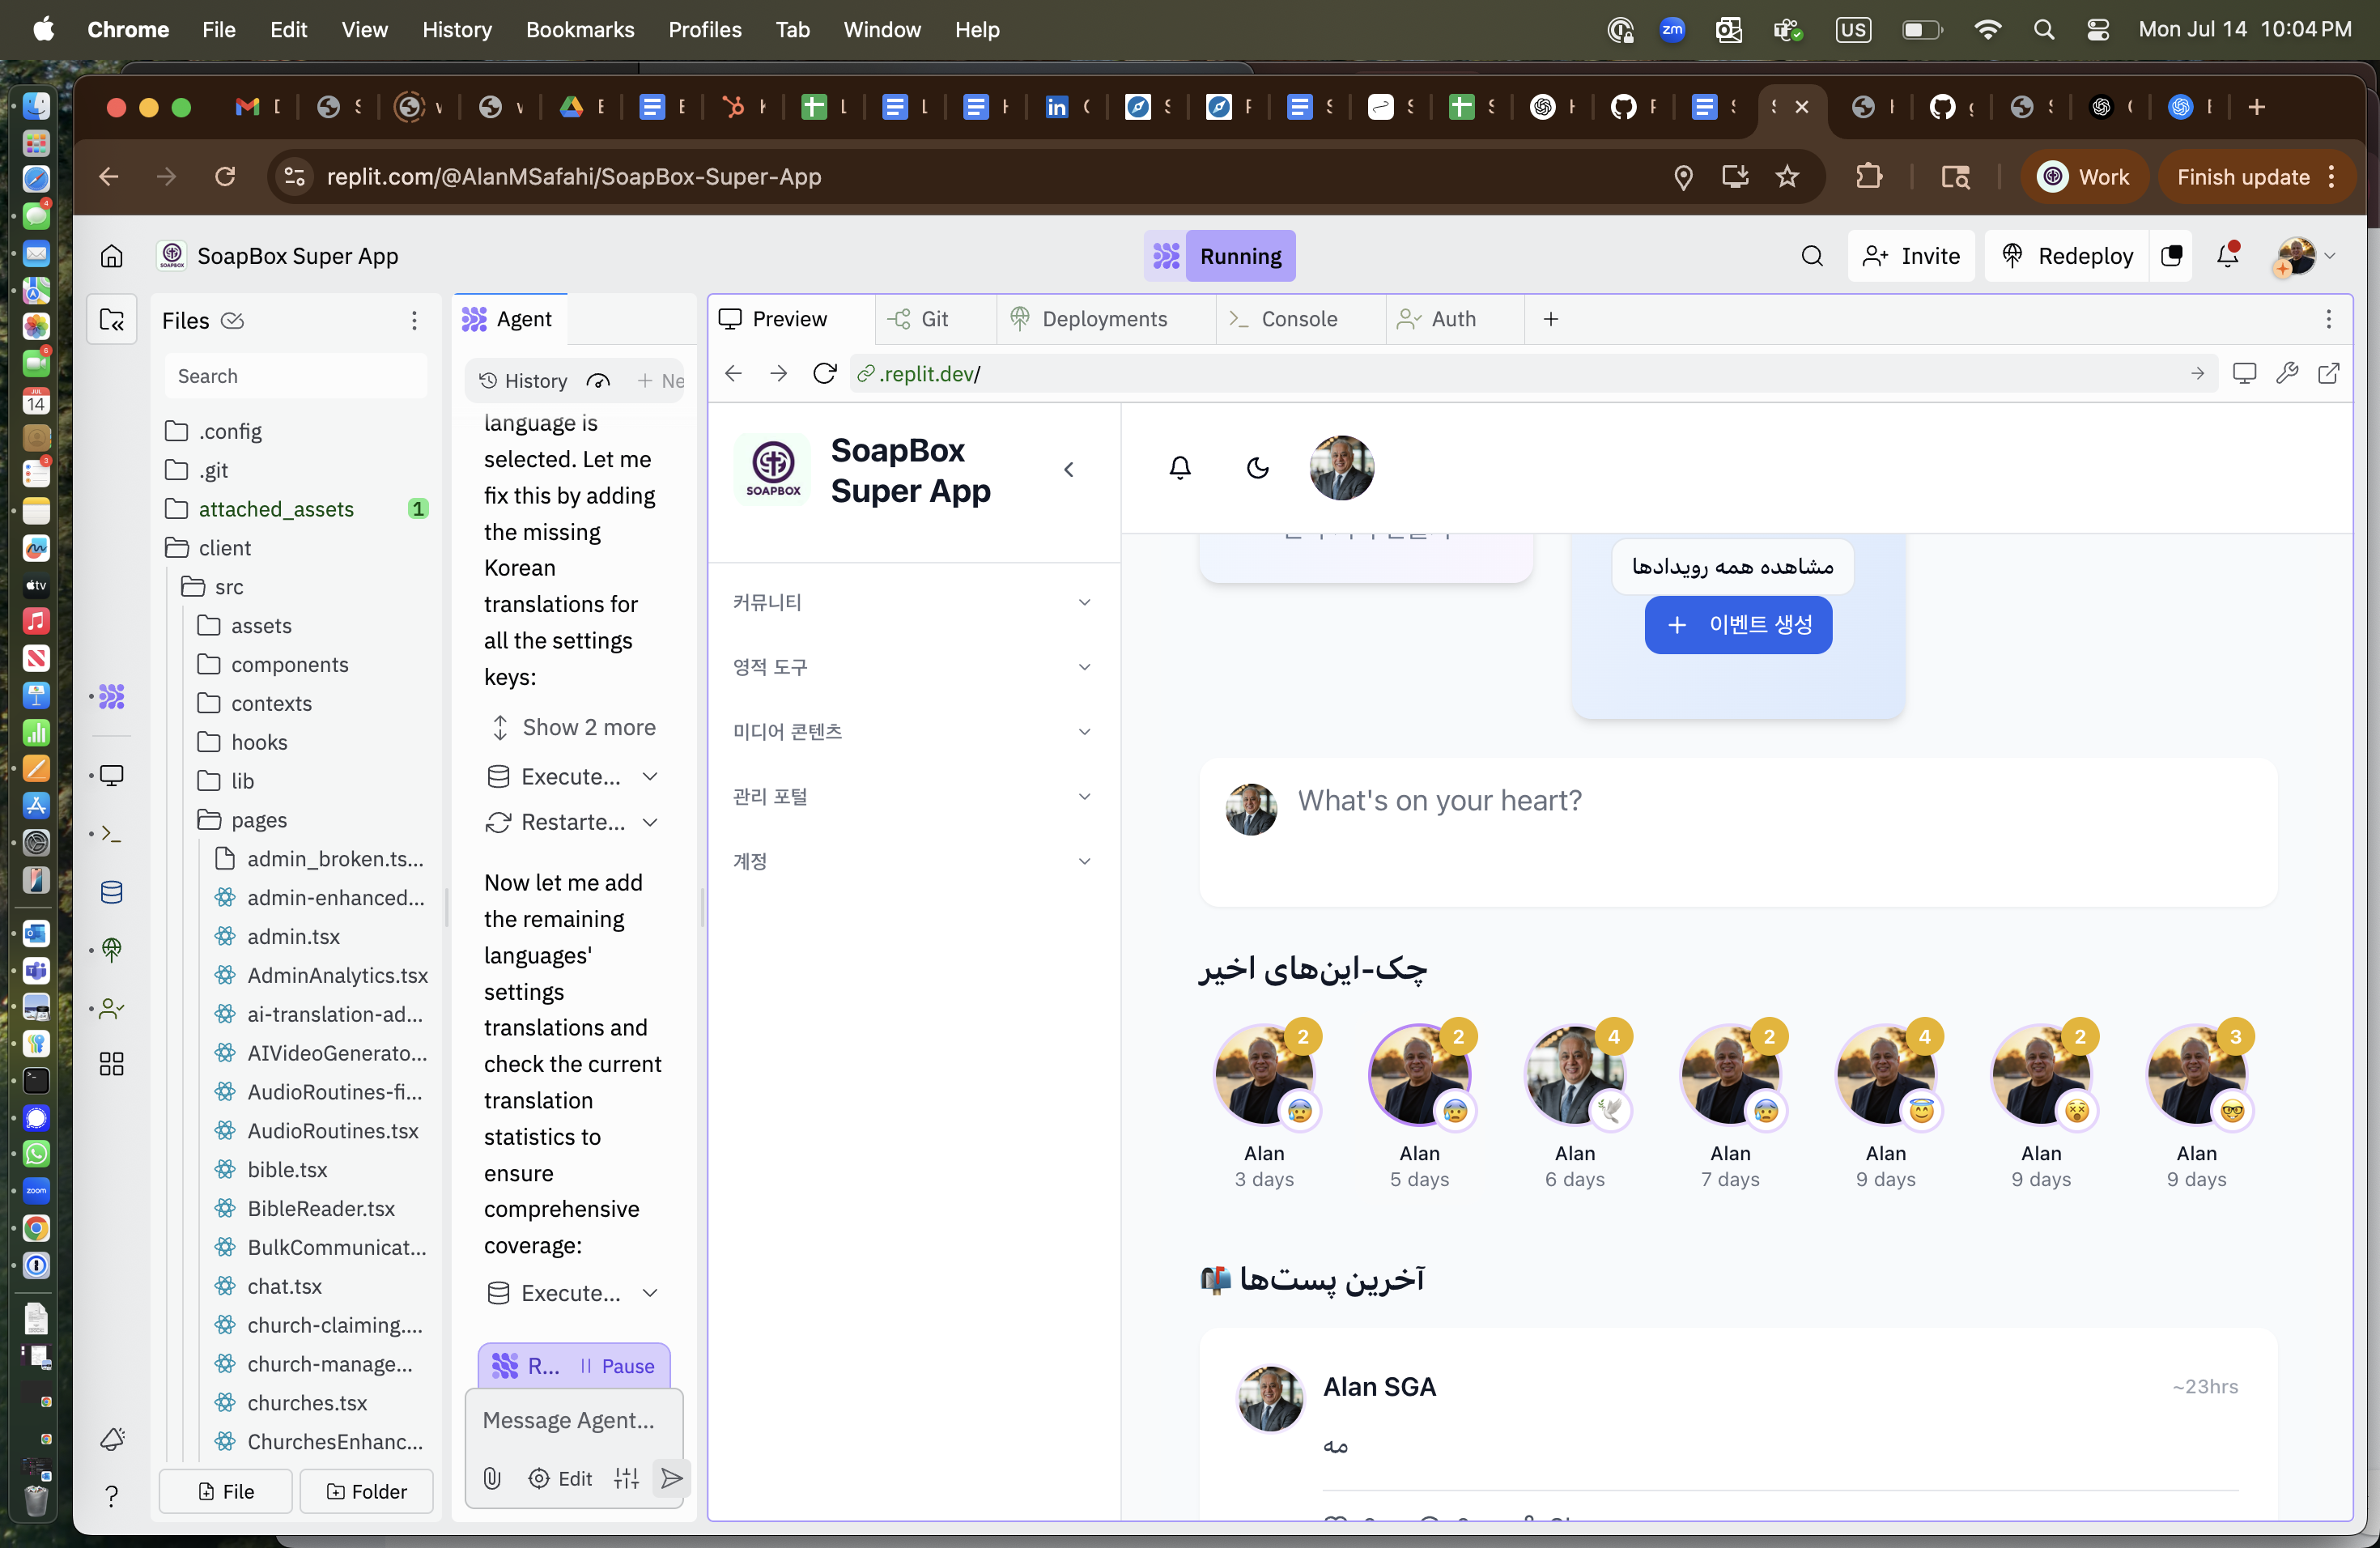 Chrome File Edit View History Bookmarks Profiles Tab Window Help
zm US Mon Jul 14 10:04 PM
replit.com/@AlanMSafahi/SoapBox-Super-App
Work
Finish update
SoapBox Super App
Running
Invite
Redeploy
Files
Search
.config
.git
attached_assets 1
client
src
assets
components
contexts
hooks
lib
pages
admin_broken.ts...
admin-enhanced...
admin.tsx
AdminAnalytics.tsx
ai-translation-ad...
AIVideoGenerato...
AudioRoutines-fi...
AudioRoutines.tsx
bible.tsx
BibleReader.tsx
BulkCommunicat...
chat.tsx
church-claiming....
church-manage...
churches.tsx
ChurchesEnhanc...
File
Folder
Agent
History
Ne
language is
selected. Let me
fix this by adding
the missing
Korean
translations for
all the settings
keys:
Show 2 more
Execute...
Restarte...
Now let me add
the remaining
languages'
settings
translations and
check the current
translation
statistics to
ensure
comprehensive
coverage:
Execute...
R... Pause
Message Agent...
Edit
Preview Git Deployments Console Auth
.replit.dev/
SOAPBOX
SoapBox
Super App
커뮤니티
영적 도구
미디어 콘텐츠
관리 포털
계정
مشاهده همه رویدادها
+ 이벤트 생성
What's on your heart?
چک-این‌های اخیر
2 2 4 2 4 2 3
Alan Alan Alan Alan Alan Alan Alan
3 days 5 days 6 days 7 days 9 days 9 days 9 days
آخرین پست‌ها
Alan SGA
~23hrs
مه